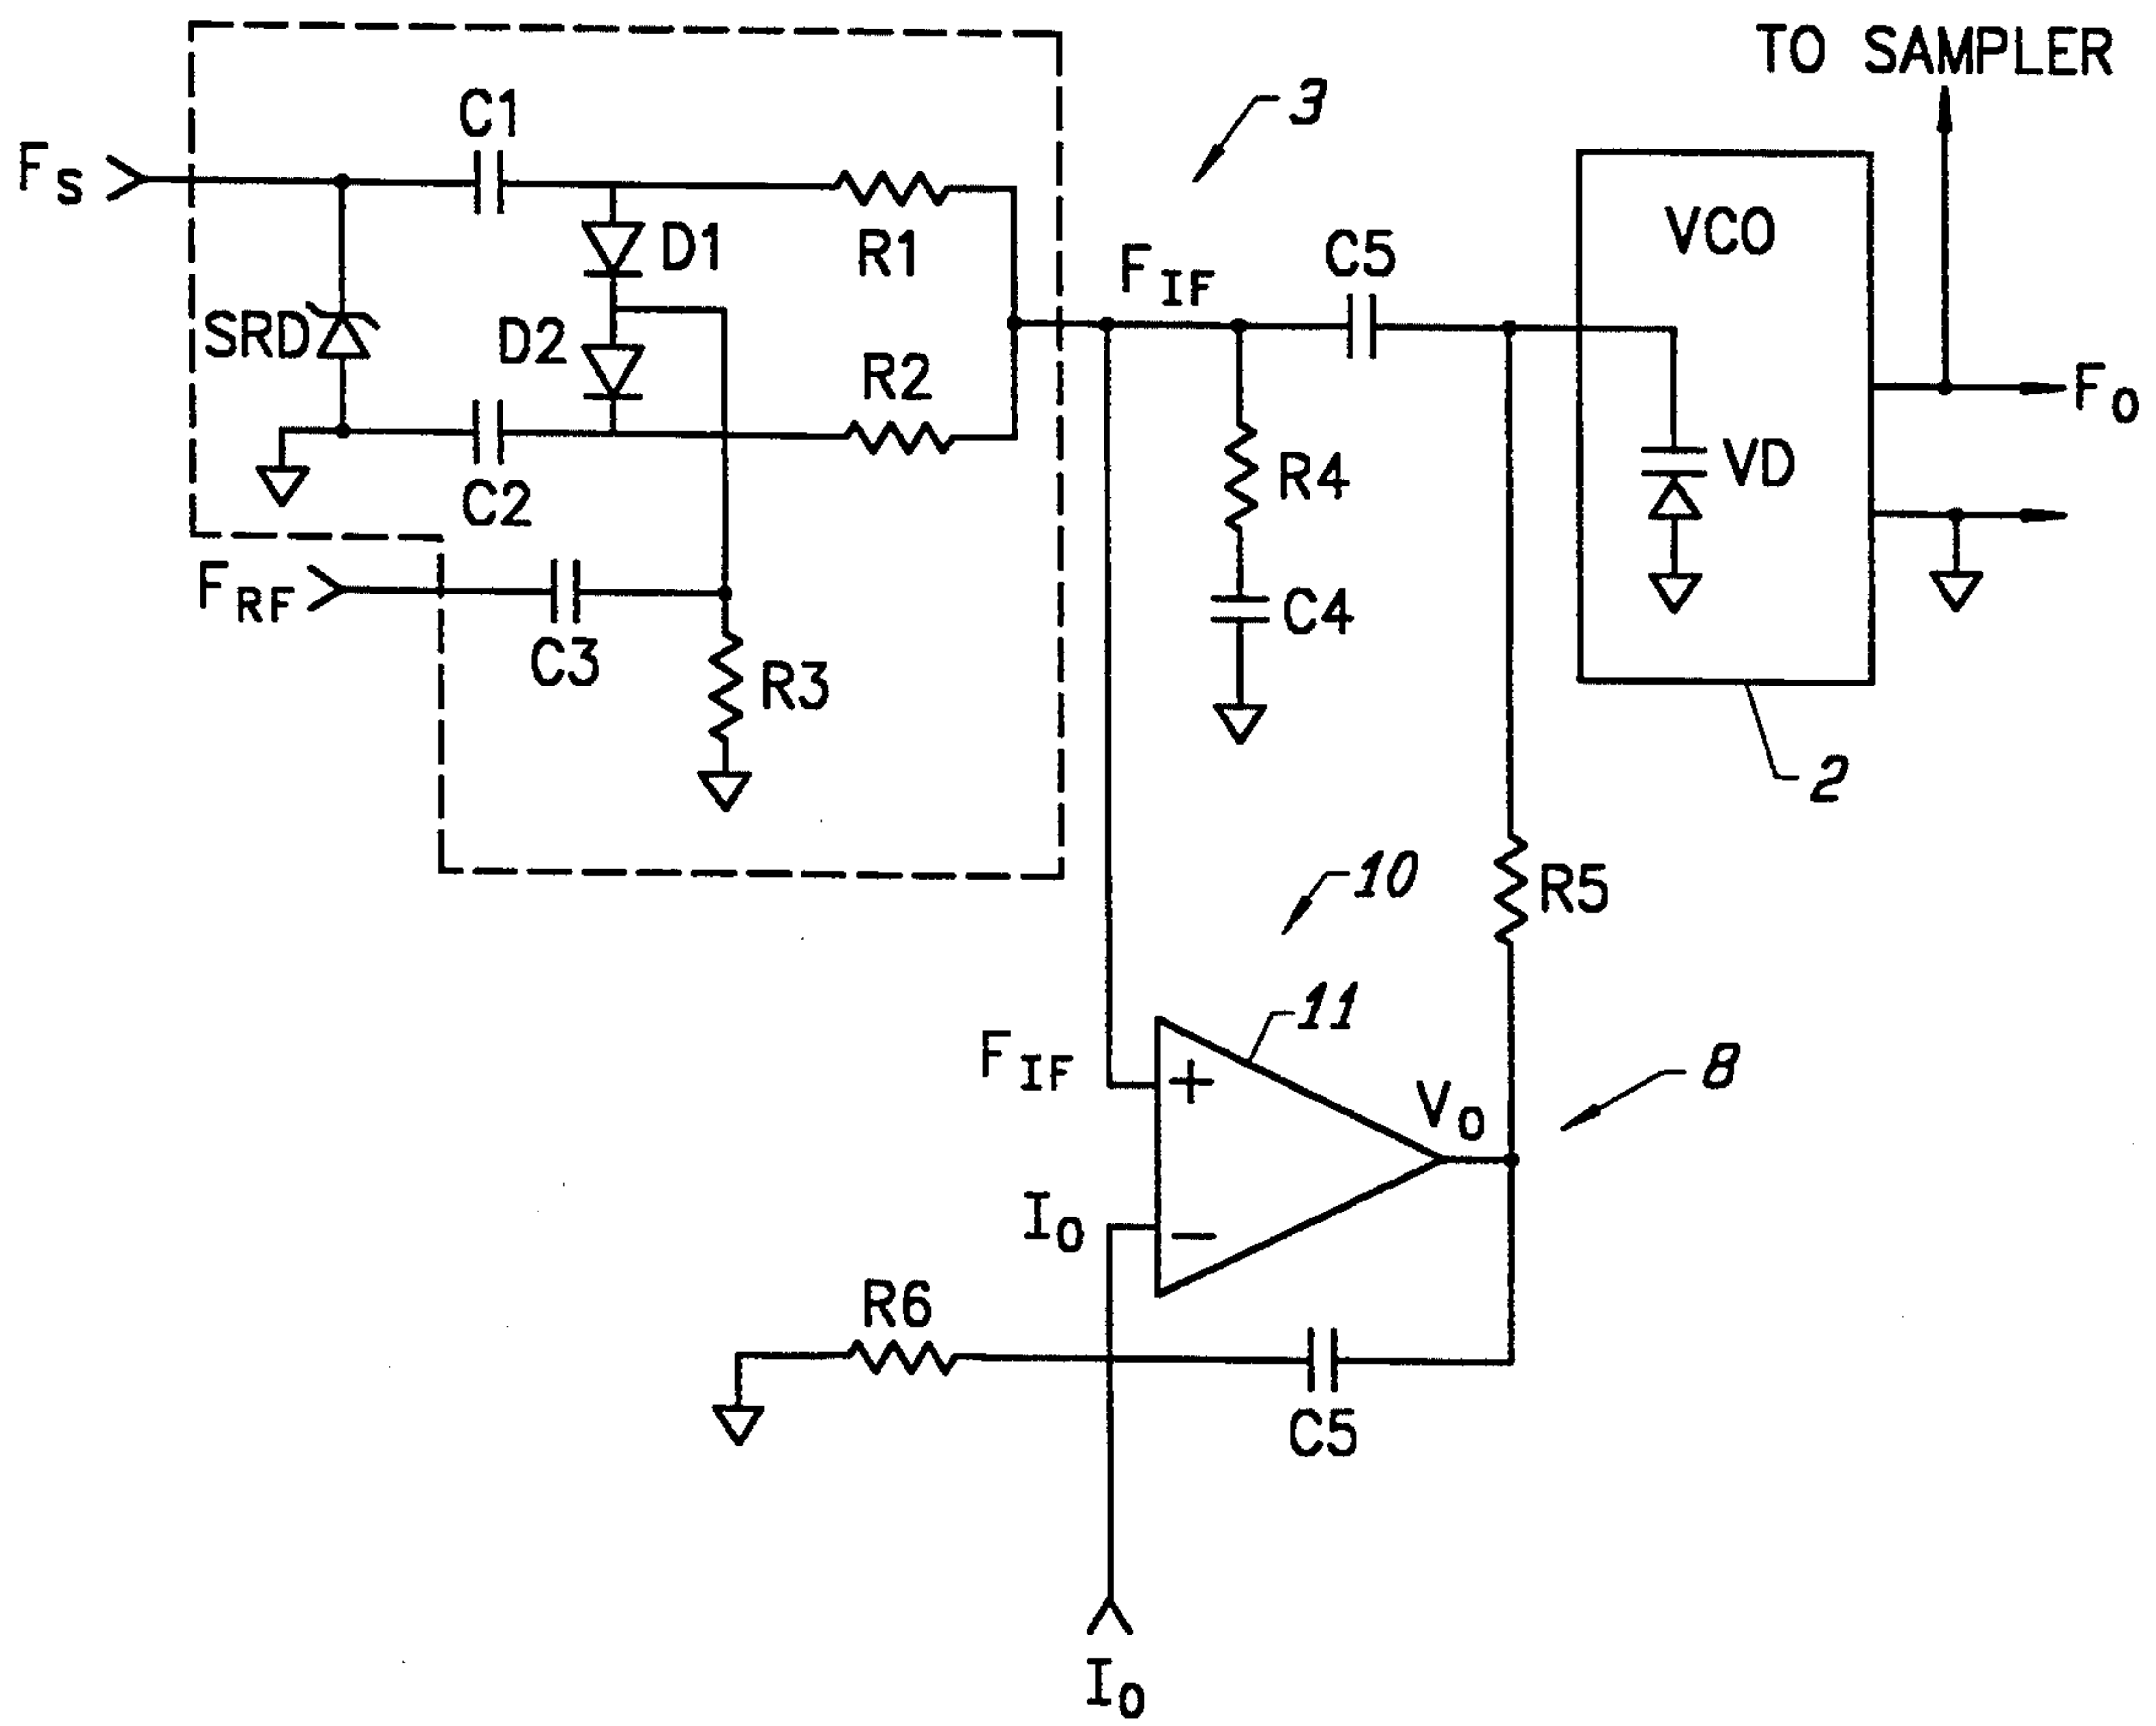 TO SAMPLER
C1
3
FS
D1
R1
VCO
FIF
C5
SRD
D2
R2
FO
R4
VD
C2
FRF
C4
C3
R3
2
10
R5
11
FIF
8
VO
IO
R6
C5
IO